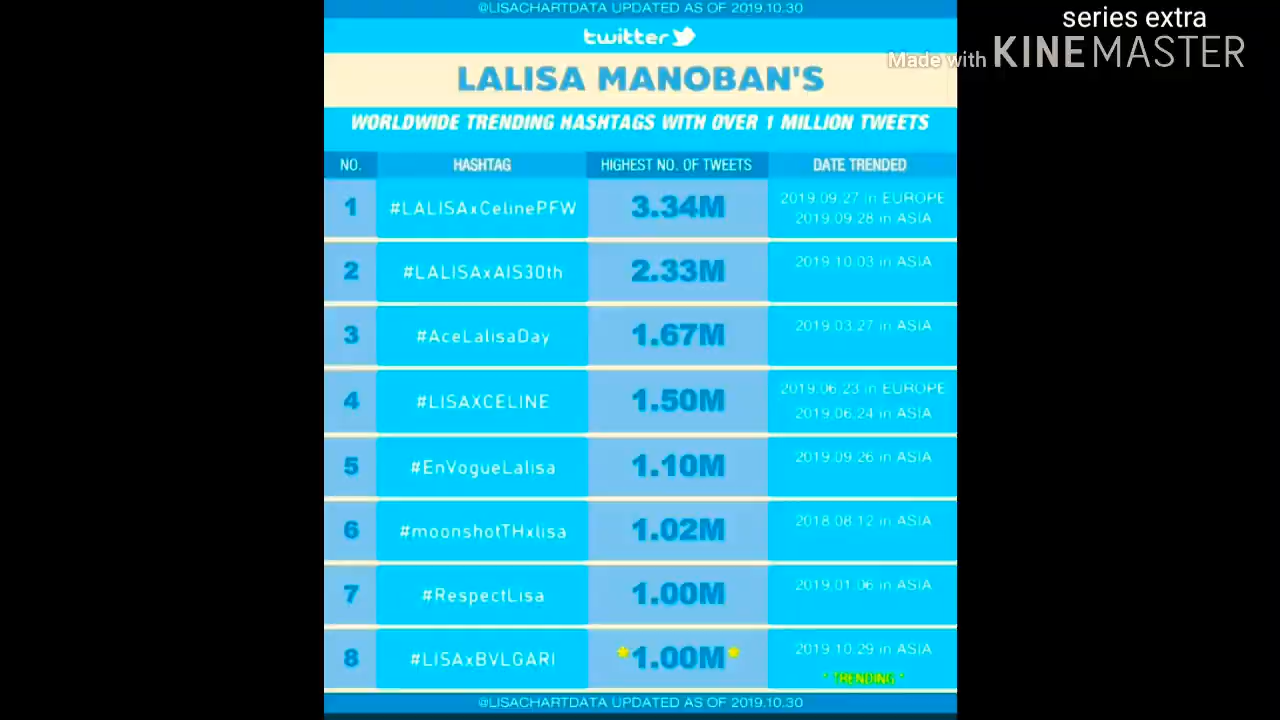 @LISACHARTDATA UPDATED AS OF 2019.10.30
series extra
Made with KINEMASTER
twitter
LALISA MANOBAN'S
WORLDWIDE TRENDING HASHTAGS WITH OVER 1 MILLION TWEETS
NO. HASHTAG HIGHEST NO. OF TWEETS DATE TRENDED
1 #LALISAxCelinePFW 3.34M 2019.09.27 in EUROPE
2019.09.28 in ASIA
2 #LALISAxAIS30th 2.33M 2019.10.03 in ASIA
3 #AceLalisaDay 1.67M 2019.03.27 in ASIA
4 #LISAXCELINE 1.50M 2019.06.23 in EUROPE
2019.06.24 in ASIA
5 #EnVogueLalisa 1.10M 2019.09.26 in ASIA
6 #moonshotTHxlisa 1.02M 2018.08.12 in ASIA
7 #RespectLisa 1.00M 2019.01.06 in ASIA
8 #LISAxBVLGARI *1.00M* 2019.10.29 in ASIA
* TRENDING *
@LISACHARTDATA UPDATED AS OF 2019.10.30